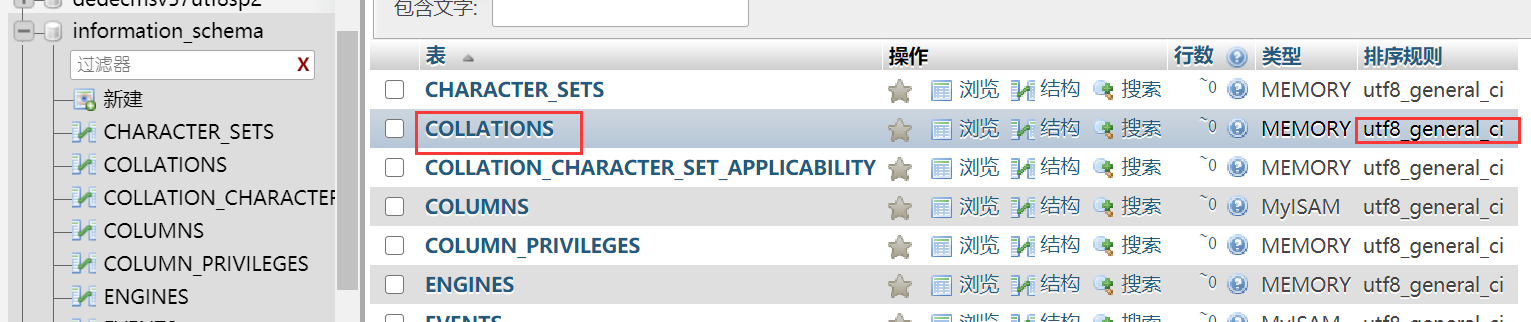 dedecmsv57utf8sp2
information_schema
过滤器 X
新建
CHARACTER_SETS
COLLATIONS
COLLATION_CHARACTER
COLUMNS
COLUMN_PRIVILEGES
ENGINES
包含文字:
表 操作 行数 类型 排序规则
CHARACTER_SETS 浏览 结构 搜索 ~0 MEMORY utf8_general_ci
COLLATIONS 浏览 结构 搜索 ~0 MEMORY utf8_general_ci
COLLATION_CHARACTER_SET_APPLICABILITY 浏览 结构 搜索 ~0 MEMORY utf8_general_ci
COLUMNS 浏览 结构 搜索 ~0 MyISAM utf8_general_ci
COLUMN_PRIVILEGES 浏览 结构 搜索 ~0 MEMORY utf8_general_ci
ENGINES 浏览 结构 搜索 ~0 MEMORY utf8_general_ci
EVENTS 浏览 结构 搜索 ~0 MyISAM utf8_general_ci